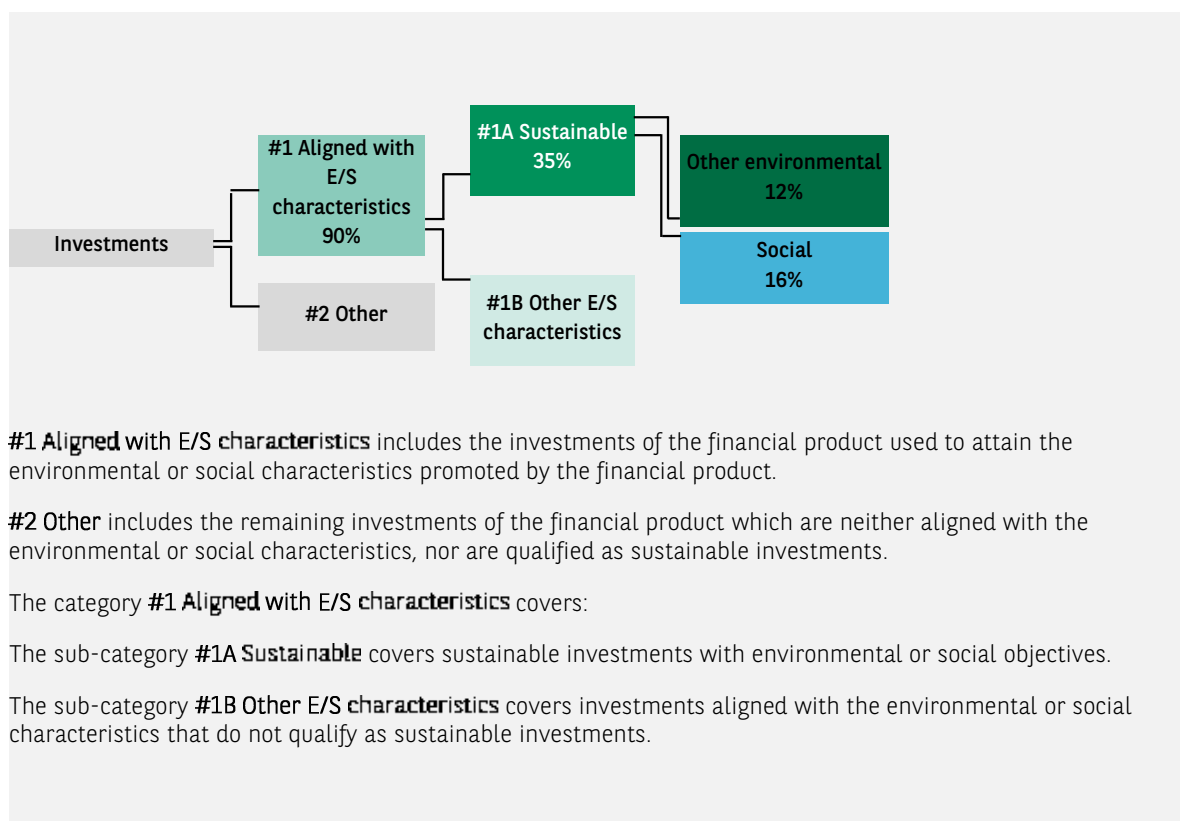 Investments
#1 Aligned with
E/S
characteristics
90%
#2 Other
#1A Sustainable
35%
#1B Other E/S
characteristics
Other environmental
12%
Social
16%
#1 Aligned with E/S characteristics includes the investments of the financial product used to attain the
environmental or social characteristics promoted by the financial product.
#2 Other includes the remaining investments of the financial product which are neither aligned with the
environmental or social characteristics, nor are qualified as sustainable investments.
The category #1 Aligned with E/S characteristics covers:
The sub-category #1A Sustainable covers sustainable investments with environmental or social objectives.
The sub-category #1B Other E/S characteristics covers investments aligned with the environmental or social
characteristics that do not qualify as sustainable investments.